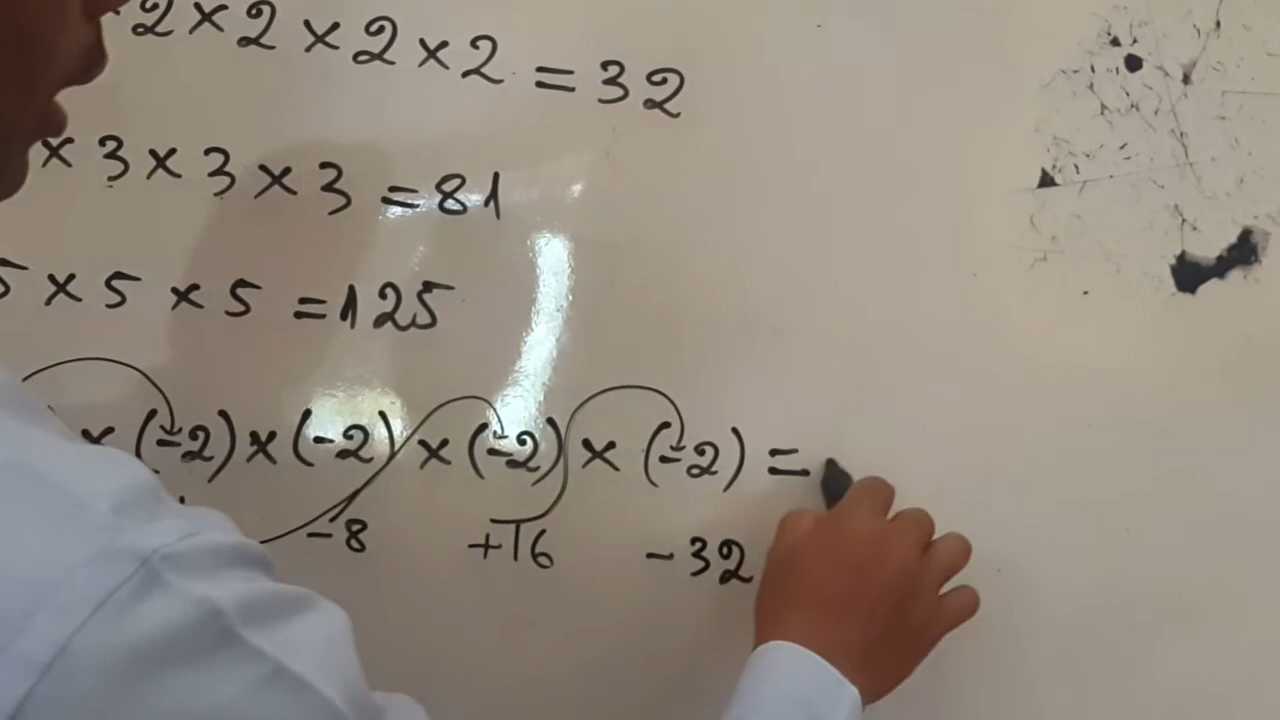 2 × 2 × 2 × 2 = 32
× 3 × 3 × 3 = 81
5 × 5 × 5 = 125
× (-2) × (-2) × (-2) × (-2) =
-8 +16 -32